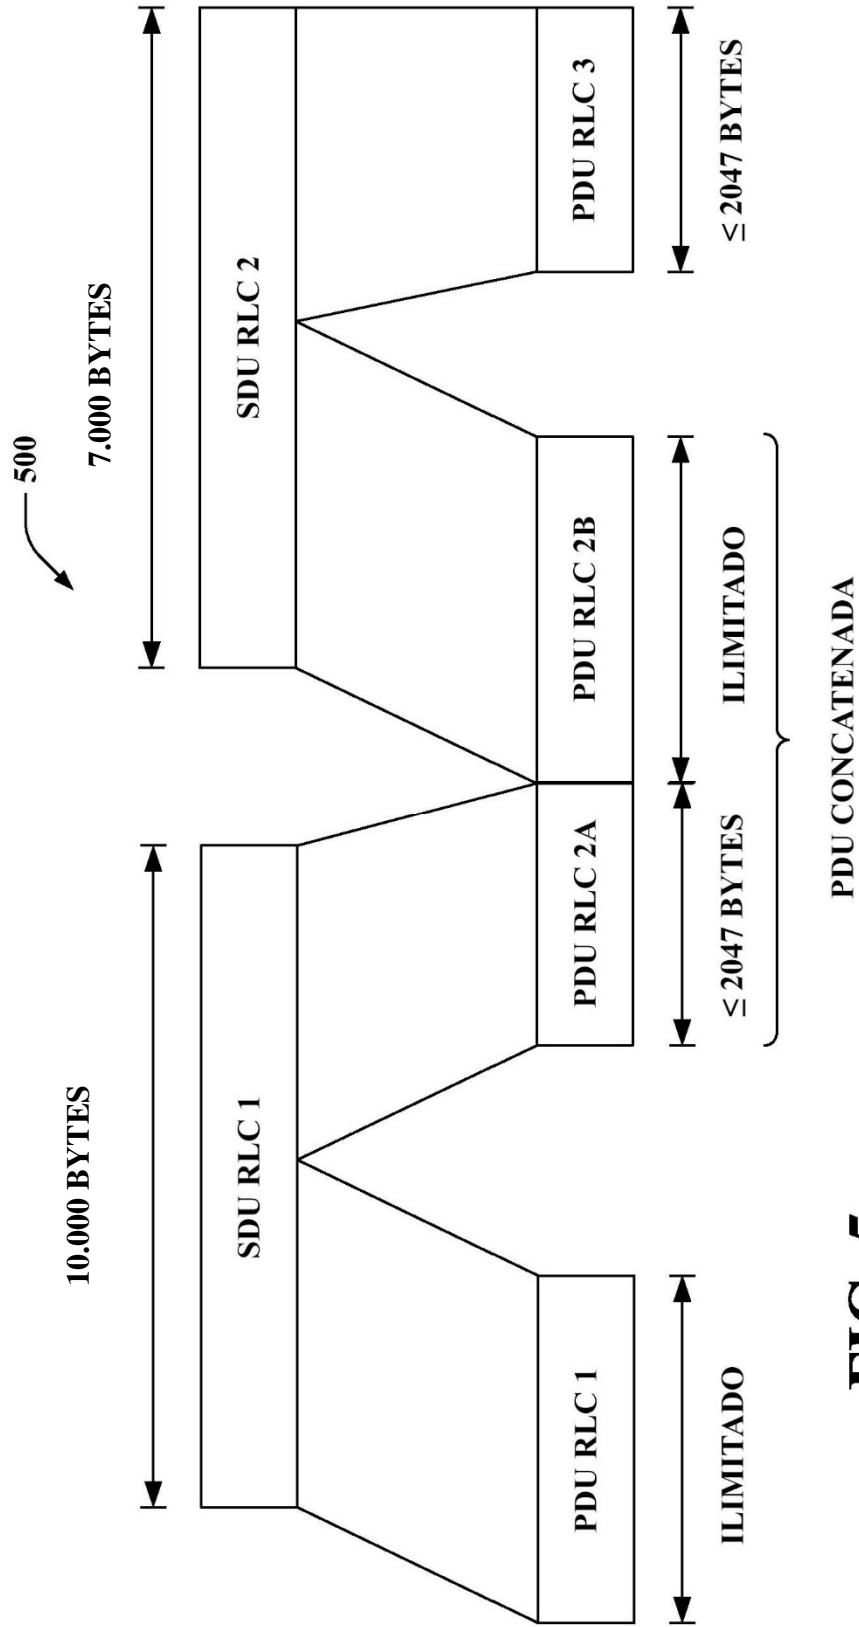 500
10.000 BYTES
7.000 BYTES
SDU RLC 1
SDU RLC 2
PDU RLC 1
PDU RLC 2A
PDU RLC 2B
PDU RLC 3
ILIMITADO
≤ 2047 BYTES
ILIMITADO
≤ 2047 BYTES
PDU CONCATENADA
FIG. 5